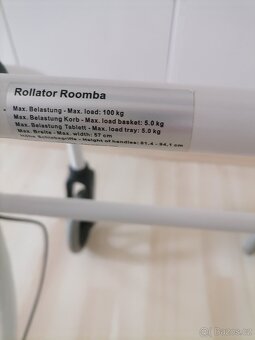 Rollator Roomba
Max. Belastung - Max. load: 100 kg
Max. Belastung Korb - Max. load basket: 5.0 kg
Max. Belastung Tablett - Max. load tray: 5.0 kg
Max. Breite - Max. width: 57 cm
Höhe Schiebegriffe - Height of handles: 81.4 - 94.1 cm
Bazos.cz